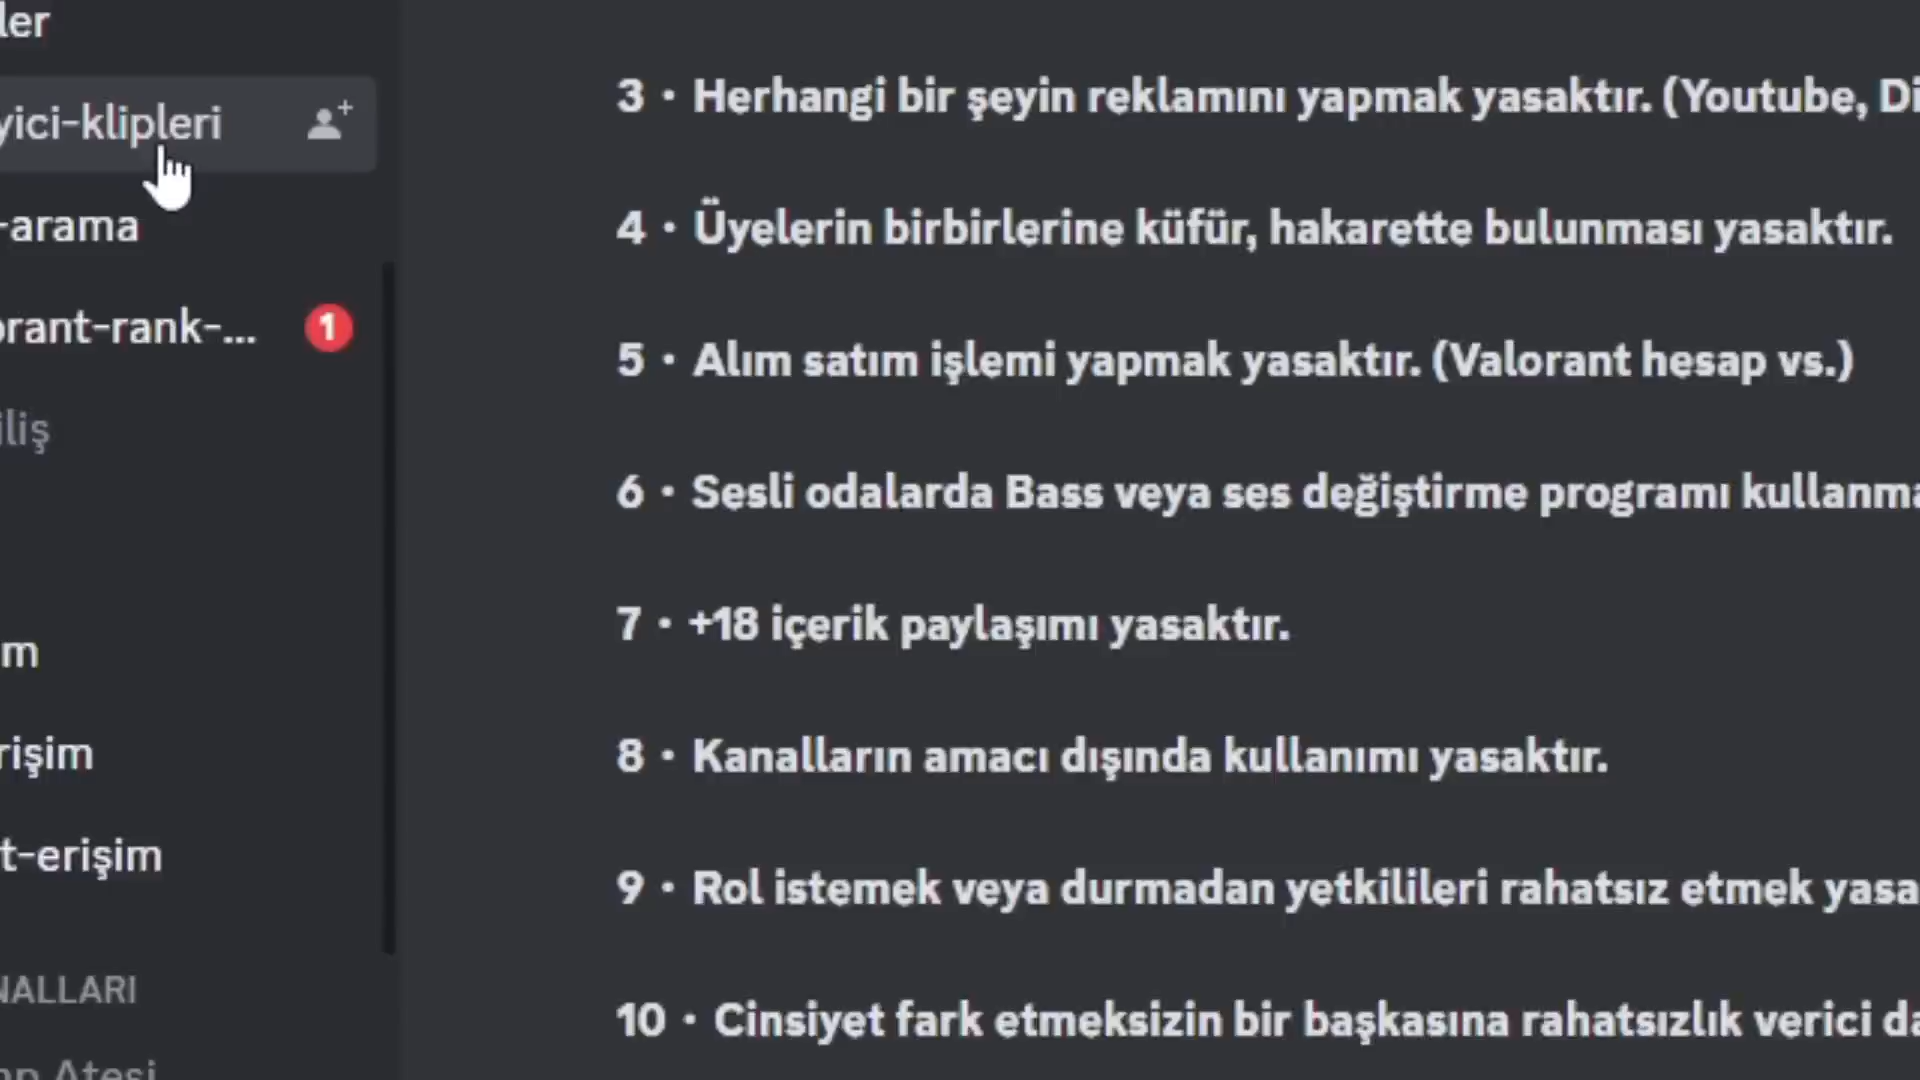 ler
yici-klipleri
-arama
orant-rank-...
1
iliş
m
rişim
t-erişim
NALLARI
mp Ateşi
3 • Herhangi bir şeyin reklamını yapmak yasaktır. (Youtube, Di
4 • Üyelerin birbirlerine küfür, hakarette bulunması yasaktır.
5 • Alım satım işlemi yapmak yasaktır. (Valorant hesap vs.)
6 • Sesli odalarda Bass veya ses değiştirme programı kullanma
7 • +18 içerik paylaşımı yasaktır.
8 • Kanalların amacı dışında kullanımı yasaktır.
9 • Rol istemek veya durmadan yetkilileri rahatsız etmek yasa
10 • Cinsiyet fark etmeksizin bir başkasına rahatsızlık verici da